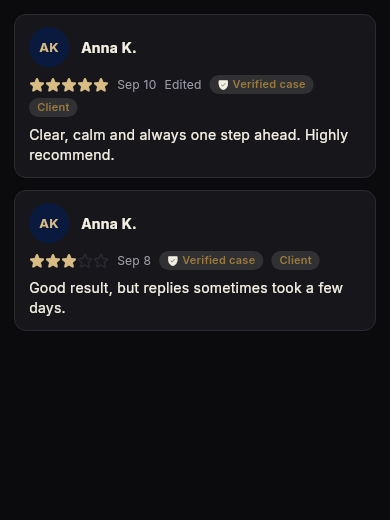 AK Anna K.
Sep 10 Edited Verified case
Client
Clear, calm and always one step ahead. Highly
recommend.
AK Anna K.
Sep 8 Verified case Client
Good result, but replies sometimes took a few
days.